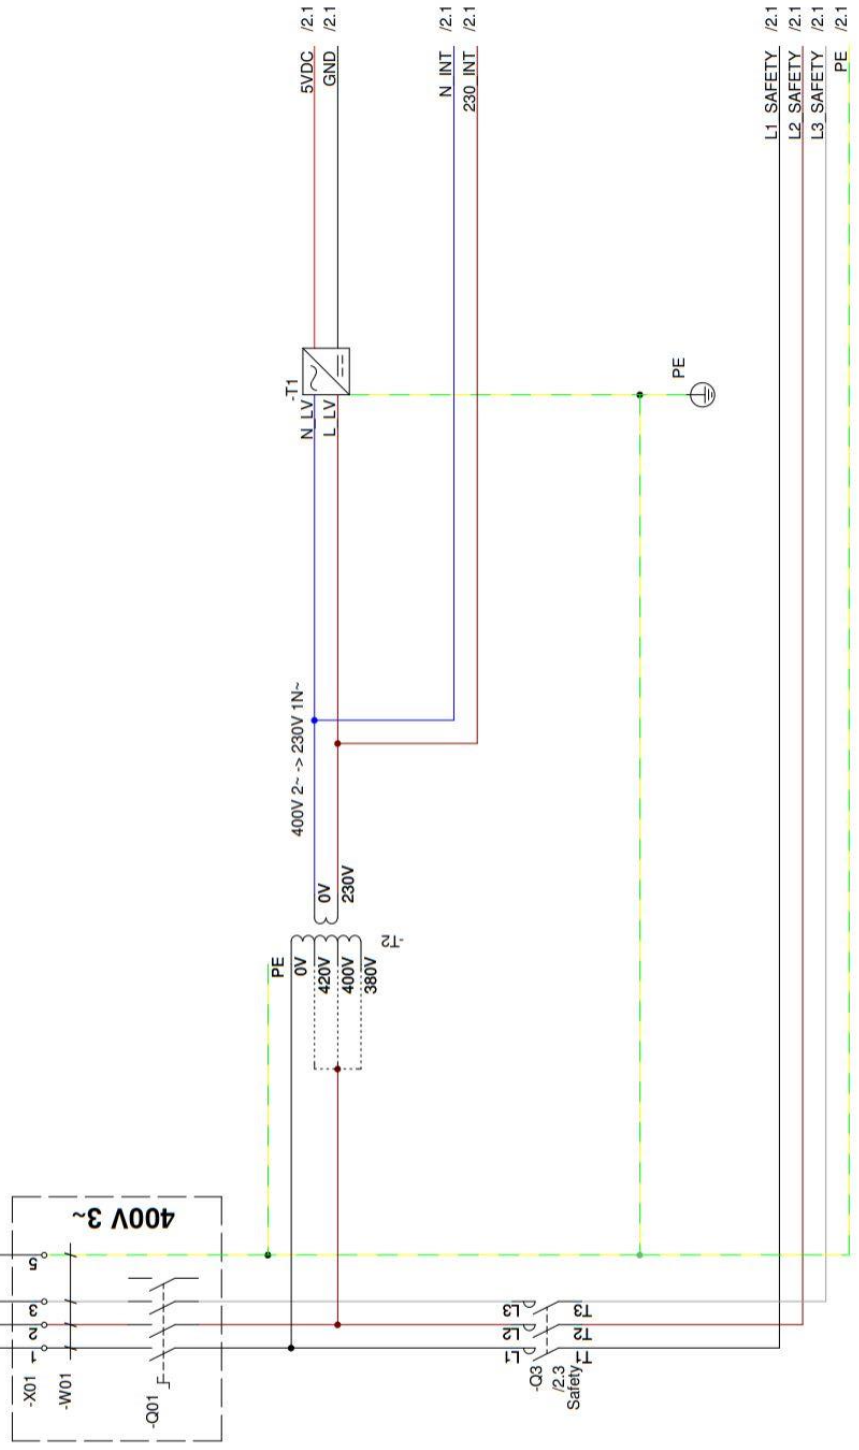 5VDC /2.1
GND /2.1
N_INT /2.1
230_INT /2.1
L1_SAFETY /2.1
L2_SAFETY /2.1
L3_SAFETY /2.1
PE /2.1
-T1
N_LV
L_LV
PE
400V 2~ -> 230V 1N~
0V
230V
-T2
PE
0V
420V
400V
380V
400V 3~
5
3
2
1
-X01
-W01
-Q01
L3
L2
L1
T3
T2
T1
-Q3
/2.3
Safety